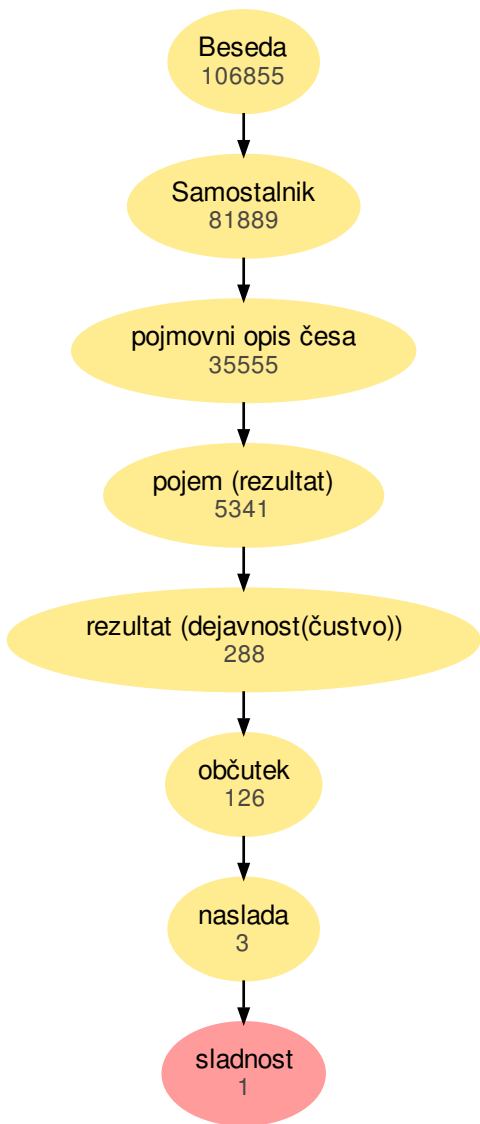 Beseda
106855
Samostalnik
81889
pojmovni opis česa
35555
pojem (rezultat)
5341
rezultat (dejavnost(čustvo))
288
občutek
126
naslada
3
sladnost
1